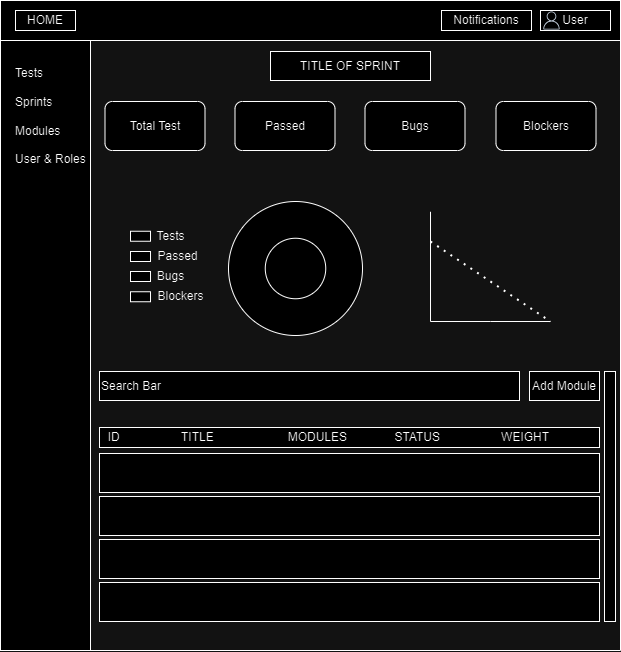 HOME
Notifications
User
Tests
Sprints
Modules
User & Roles
TITLE OF SPRINT
Total Test
Passed
Bugs
Blockers
Tests
Passed
Bugs
Blockers
Search Bar
Add Module
ID TITLE MODULES STATUS WEIGHT